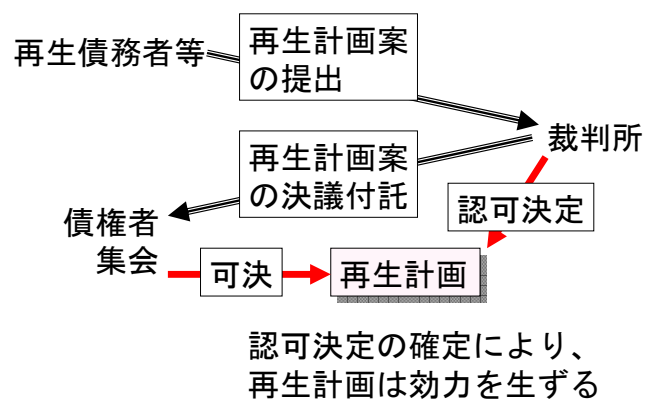 再生債務者等
再生計画案
の提出
裁判所
再生計画案
の決議付託
認可決定
債権者
集会
可決
再生計画
認可決定の確定により、
再生計画は効力を生ずる